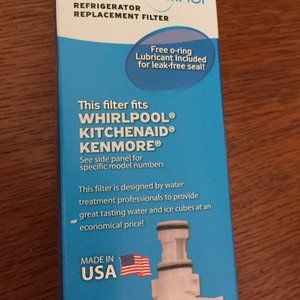 REFRIGERATOR
REPLACEMENT FILTER
Free o-ring
Lubricant Included
for leak-free seal!
This filter fits
WHIRLPOOL®
KITCHENAID®
KENMORE®
See side panel for
specific model numbers
This filter is designed by water
treatment professionals to provide
great tasting water and ice cubes at an
economical price!
MADE IN
USA